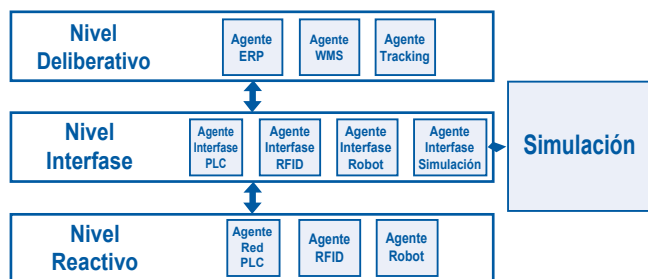 Nivel
Deliberativo
Agente
ERP
Agente
WMS
Agente
Tracking
Nivel
Interfase
Agente
Interfase
PLC
Agente
Interfase
RFID
Agente
Interfase
Robot
Agente
Interfase
Simulación
Simulación
Nivel
Reactivo
Agente
Red
PLC
Agente
RFID
Agente
Robot